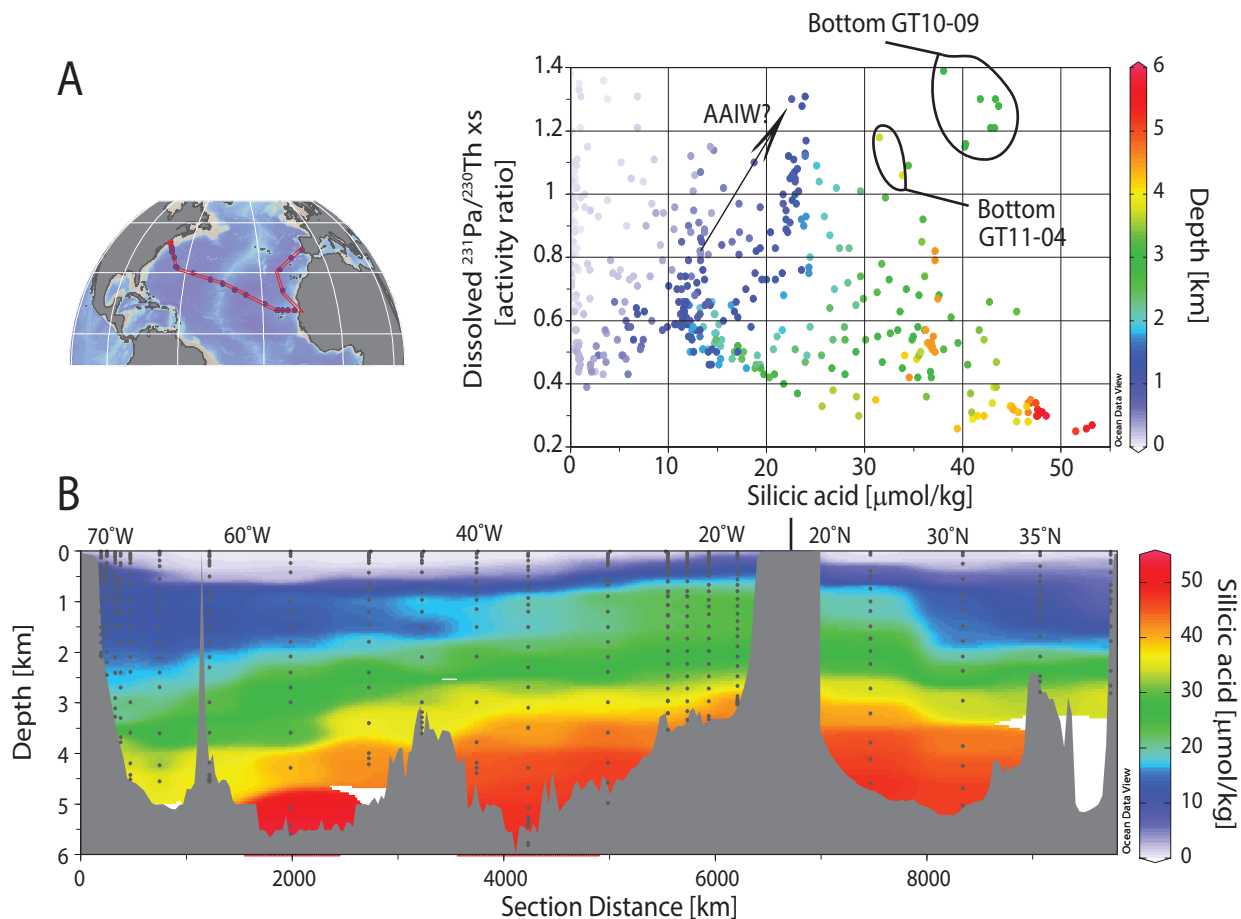 A
Bottom GT10-09
1.4
1.2
1
0.8
0.6
0.4
0.2
Dissolved ²³¹Pa/²³⁰Th xs
[activity ratio]
AAIW?
Bottom
GT11-04
0
10
20
30
40
50
Silicic acid [μmol/kg]
Ocean Data View
6
5
4
3
2
1
0
Depth [km]
B
70°W
60°W
40°W
20°W
20°N
30°N
35°N
0
1
2
3
4
5
6
Depth [km]
0
2000
4000
6000
8000
Section Distance [km]
Ocean Data View
50
40
30
20
10
0
Silicic acid [μmol/kg]